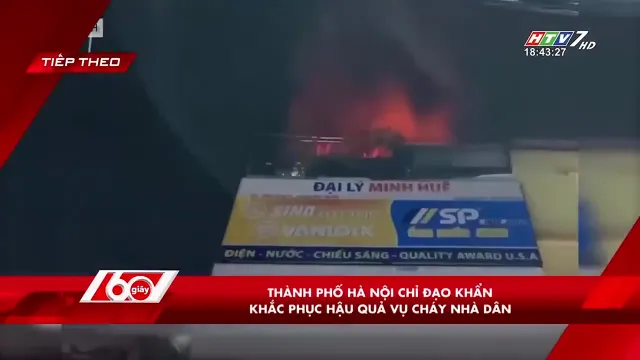 TIẾP THEO
HTV7 HD
18:43:27
ĐẠI LÝ MINH HUỆ
SINO
SP
VANLOCK
ĐIỆN - NƯỚC - CHIẾU SÁNG - QUALITY AWARD U.S.A
60 giây
THÀNH PHỐ HÀ NỘI CHỈ ĐẠO KHẨN
KHẮC PHỤC HẬU QUẢ VỤ CHÁY NHÀ DÂN